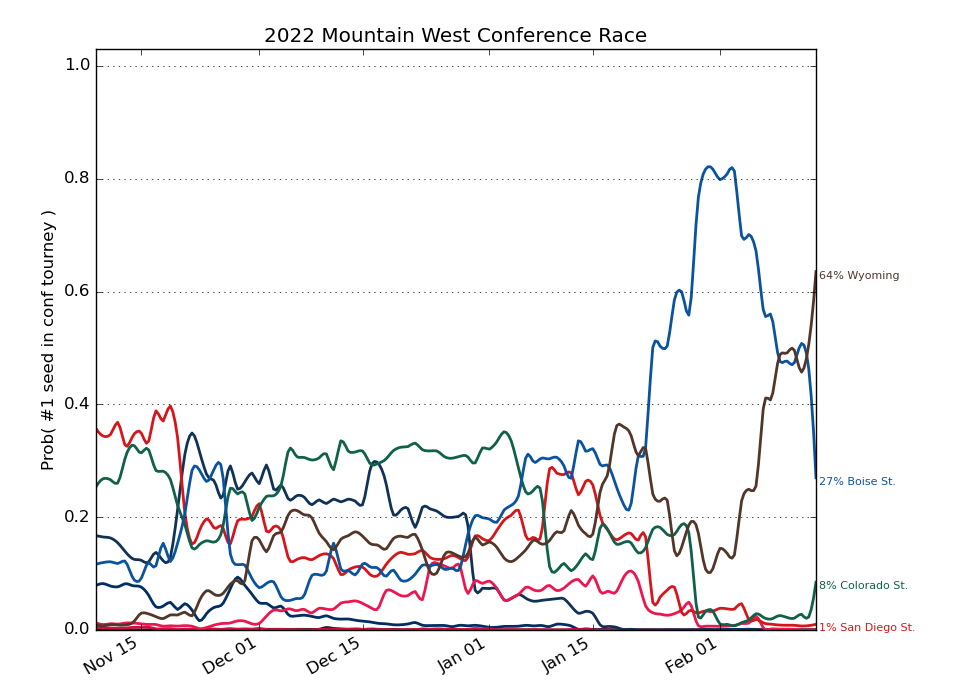 2022 Mountain West Conference Race
Prob( #1 seed in conf tourney )
1.0
0.8
0.6
0.4
0.2
0.0
64% Wyoming
27% Boise St.
8% Colorado St.
1% San Diego St.
Nov 15
Dec 01
Dec 15
Jan 01
Jan 15
Feb 01